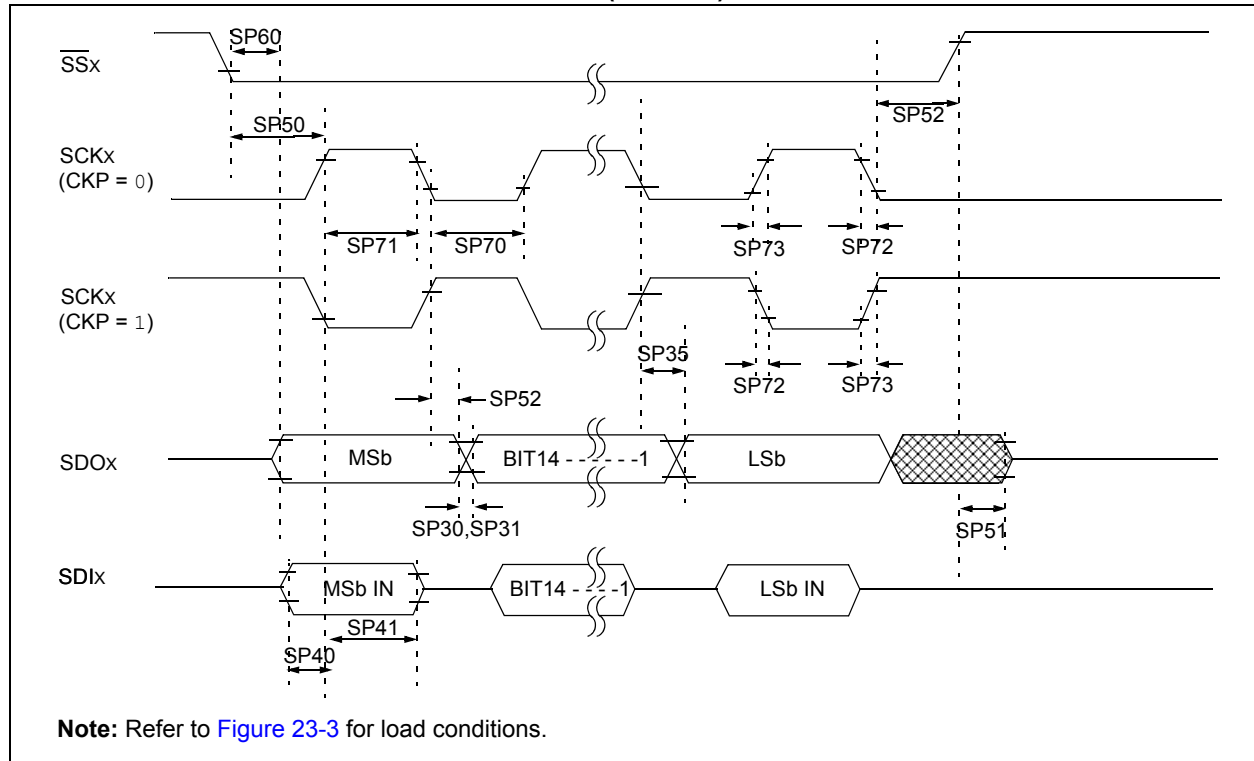 SP60
SSx
SP52
SP50
SCKx
(CKP = 0)
SP71
SP70
SP73
SP72
SCKx
(CKP = 1)
SP35
SP72
SP73
SP52
SDOx
MSb
BIT14 - - - - - -1
LSb
SP30,SP31
SP51
SDIx
MSb IN
BIT14 - - - -1
LSb IN
SP41
SP40
Note: Refer to Figure 23-3 for load conditions.